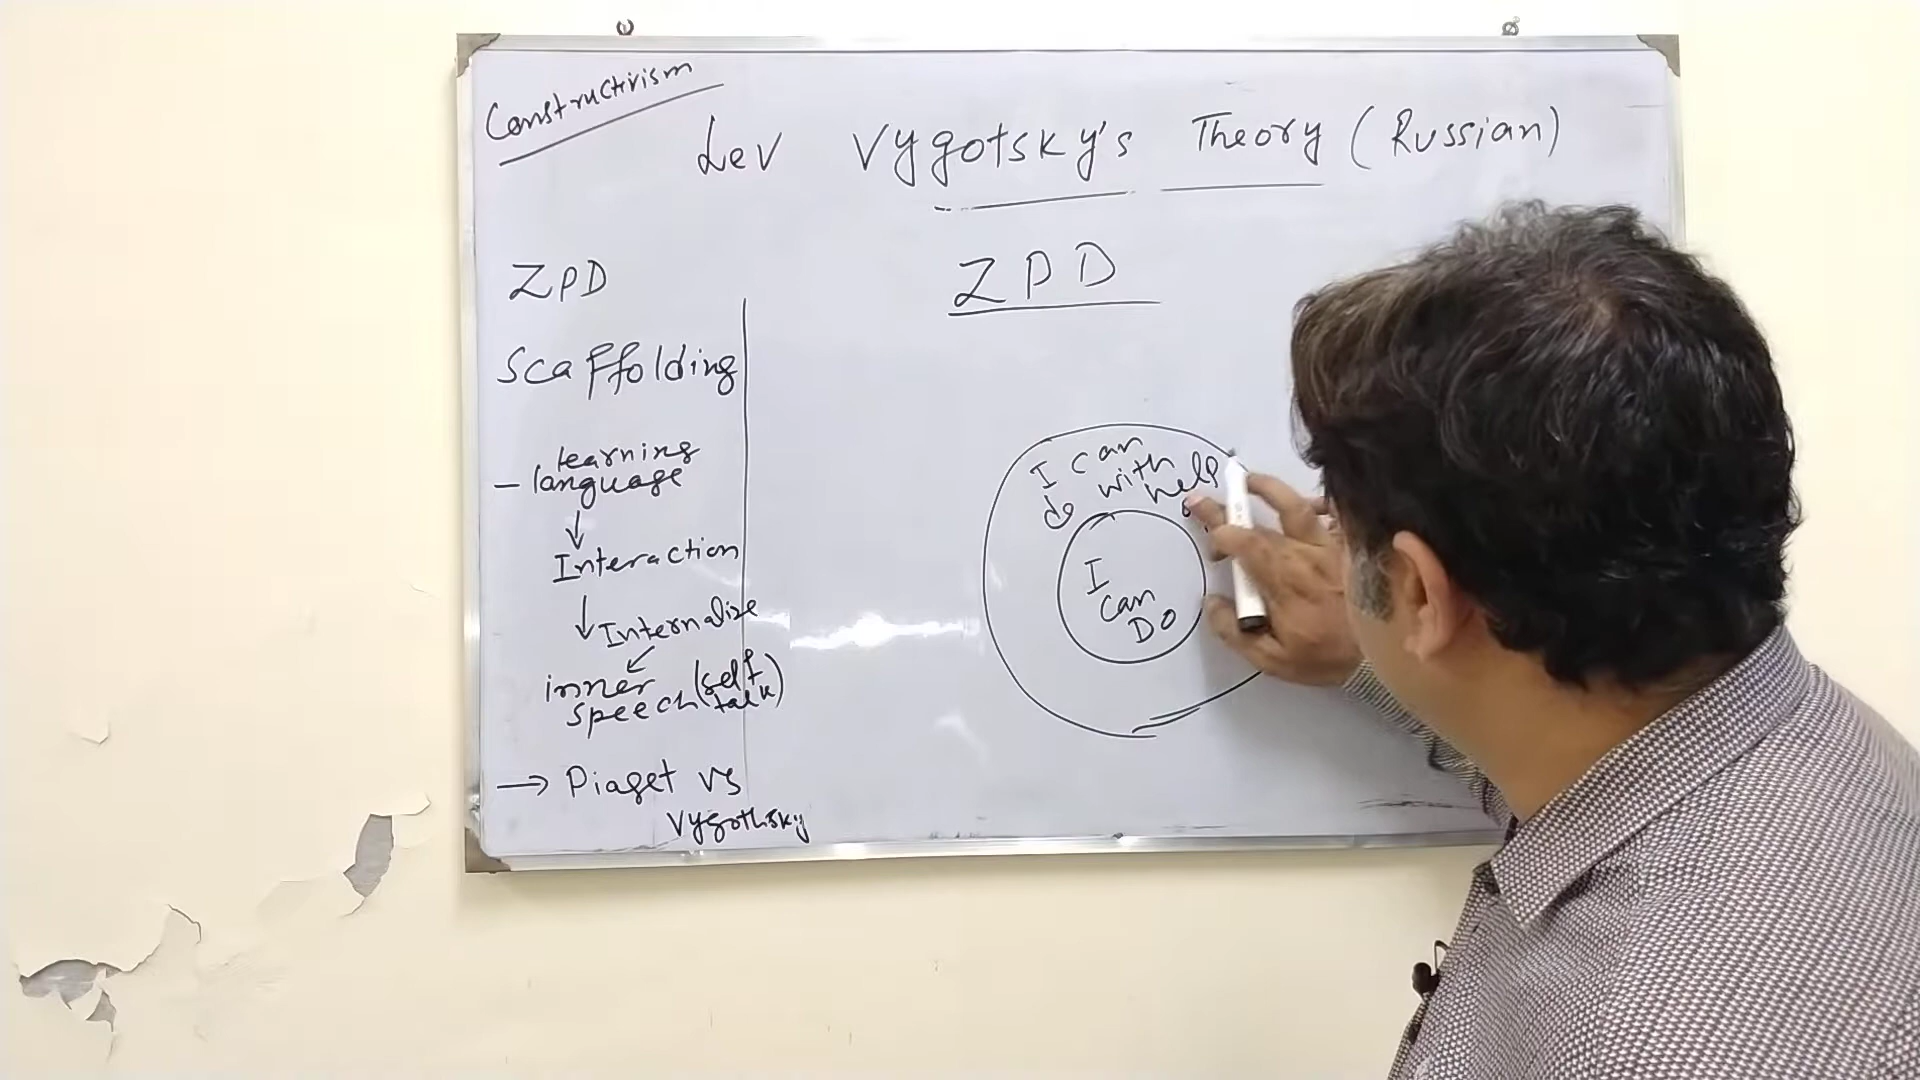 Constructivism
Lev Vygotsky's Theory (Russian)
ZPD
Scaffolding
- learning
language
↓
Interaction
↓ Internalize
↙
inner (self
speech talk)
→ Piaget vs
Vygothsky
ZPD
I can
do with
help
I
can
Do